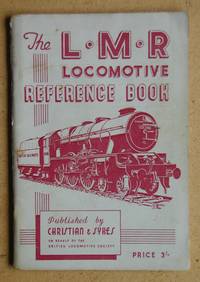 The L·M·R
LOCOMOTIVE
REFERENCE BOOK
Published by
CHRISTIAN & SYKES
ON BEHALF OF THE
BRITISH LOCOMOTIVE SOCIETY
PRICE 3/-